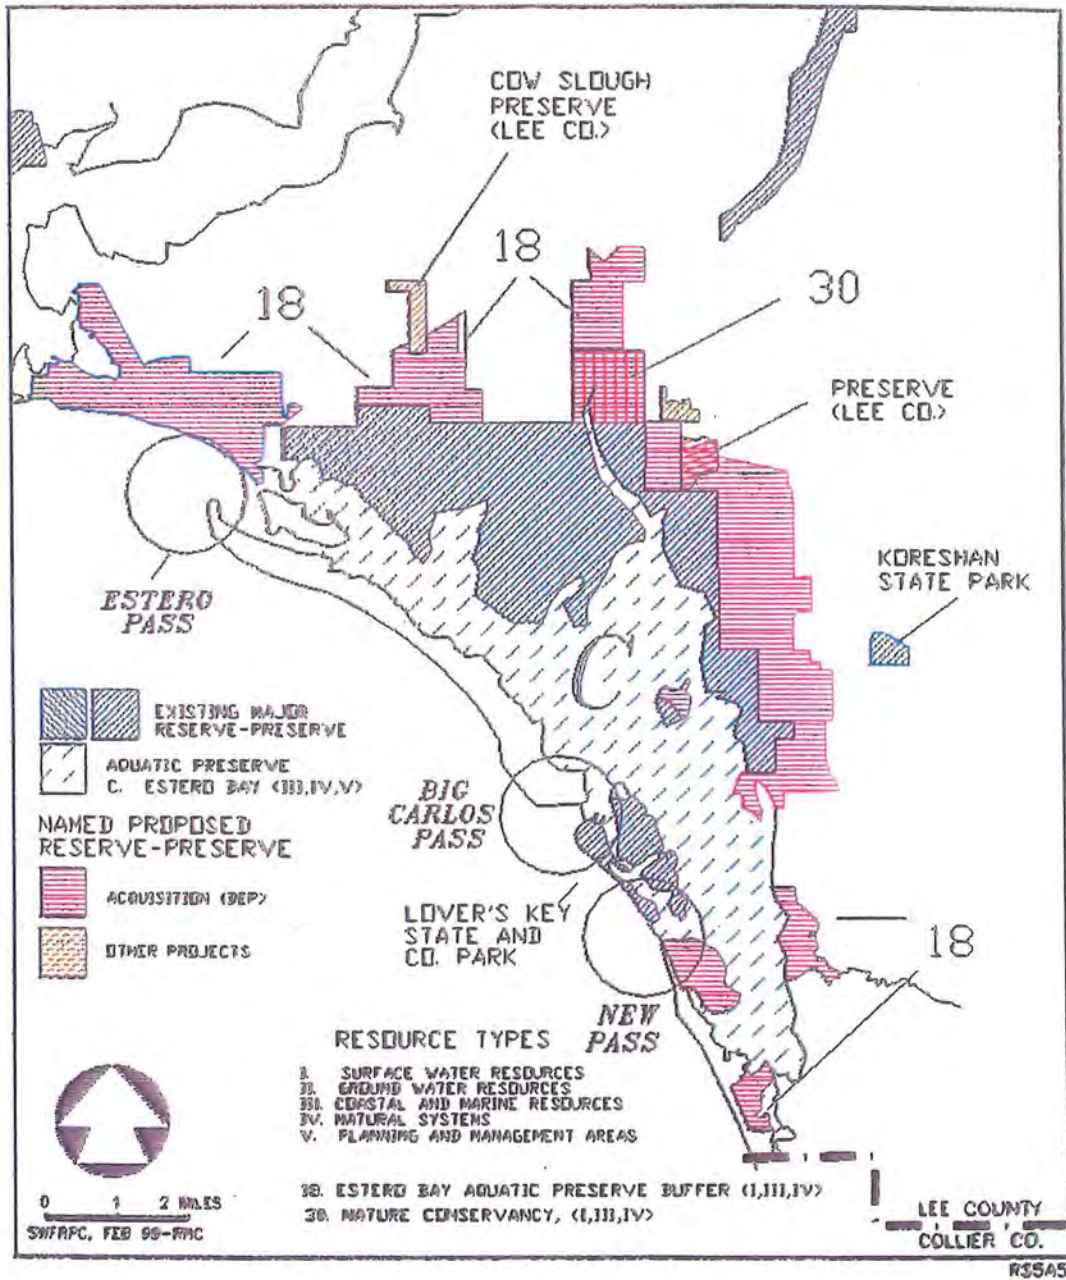 COW SLOUGH
PRESERVE
(LEE CO.)
18
18
30
PRESERVE
(LEE CO.)
KORESHAN
STATE PARK
ESTERO
PASS
C
EXISTING MAJOR
RESERVE-PRESERVE
AQUATIC PRESERVE
C. ESTERO BAY (III,IV,V)
NAMED PROPOSED
RESERVE-PRESERVE
ACQUISITION (DEP)
OTHER PROJECTS
BIG
CARLOS
PASS
LOVER'S KEY
STATE AND
CO. PARK
18
NEW
PASS
RESOURCE TYPES
I. SURFACE WATER RESOURCES
II. GROUND WATER RESOURCES
III. COASTAL AND MARINE RESOURCES
IV. NATURAL SYSTEMS
V. PLANNING AND MANAGEMENT AREAS
18. ESTERO BAY AQUATIC PRESERVE BUFFER (I,III,IV)
30. NATURE CONSERVANCY, (I,III,IV)
0 1 2 MILES
SWFRPC, FEB 99-RMC
LEE COUNTY
COLLIER CO.
RSSA5